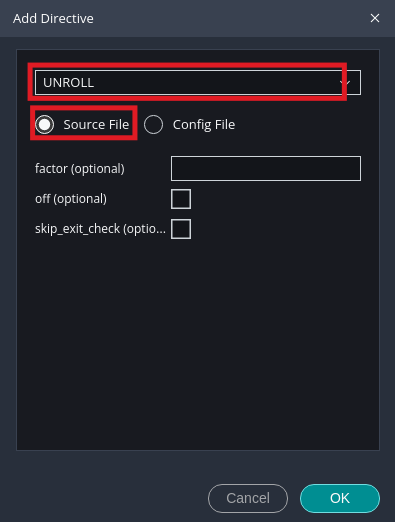 Add Directive
UNROLL
Source File Config File
factor (optional)
off (optional)
skip_exit_check (optio...
Cancel OK